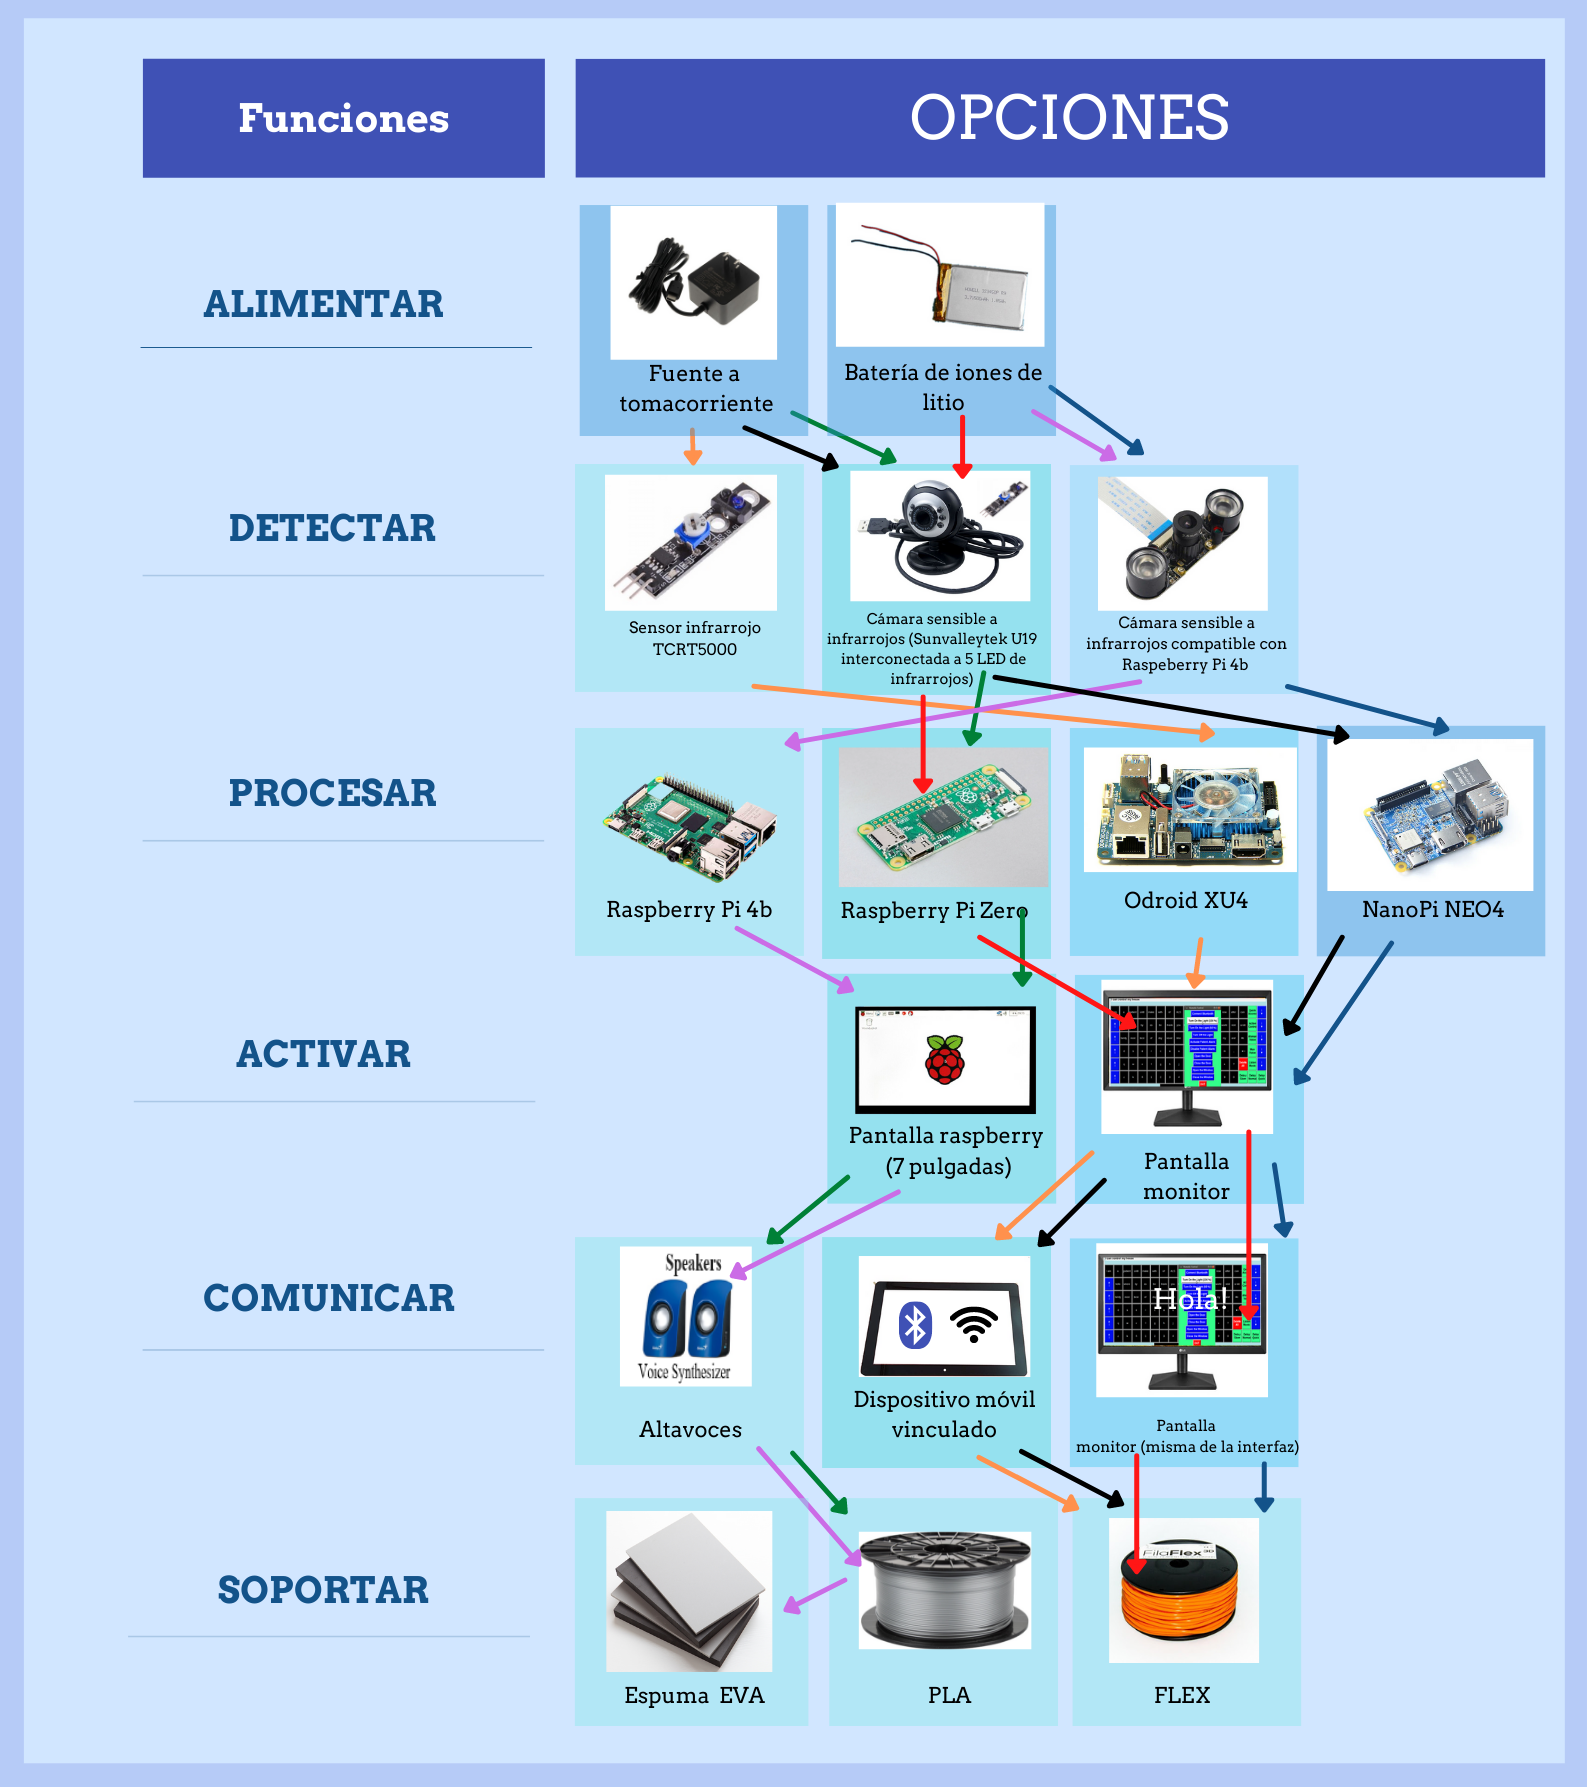 Funciones
OPCIONES
ALIMENTAR
Fuente a
tomacorriente
Batería de iones de
litio
DETECTAR
Sensor infrarrojo
TCRT5000
Cámara sensible a
infrarrojos (Sunvalleytek U19
interconectada a 5 LED de
infrarrojos)
Cámara sensible a
infrarrojos compatible con
Raspeberry Pi 4b
PROCESAR
Raspberry Pi 4b
Raspberry Pi Zero
Odroid XU4
NanoPi NEO4
ACTIVAR
Pantalla raspberry
(7 pulgadas)
Pantalla
monitor
COMUNICAR
Speakers
Voice Synthesizer
Altavoces
Dispositivo móvil
vinculado
Hola!
Pantalla
monitor (misma de la interfaz)
SOPORTAR
Espuma EVA
PLA
FilaFlex
FLEX